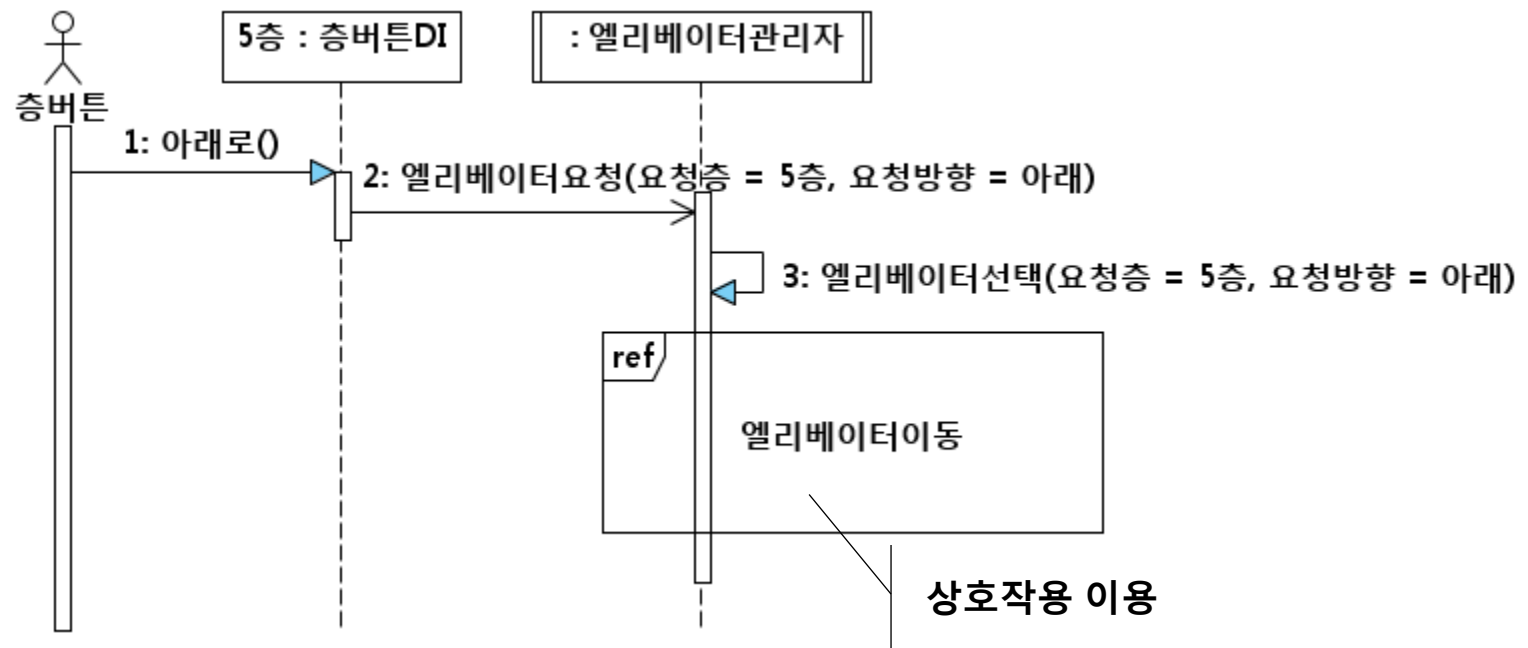 5층 : 층버튼DI
: 엘리베이터관리자
층버튼
1: 아래로()
2: 엘리베이터요청(요청층 = 5층, 요청방향 = 아래)
3: 엘리베이터선택(요청층 = 5층, 요청방향 = 아래)
ref
엘리베이터이동
상호작용 이용